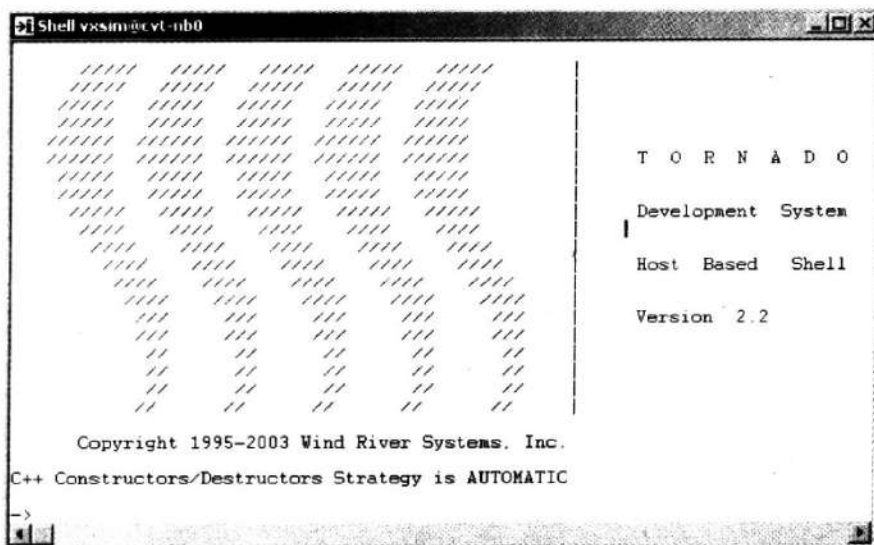 Shell vxsim@cvt-nb0
///// ///// ///// ///// /////
///// ///// ///// ///// /////
///// ///// ///// ///// /////
///// ///// ///// ///// /////
////// ////// ////// ////// //////
////// ////// ////// ////// //////
///// ///// ///// ///// /////
///// ///// ///// ///// /////
///// ///// ///// ///// /////
//// //// //// //// ////
//// //// //// //// ////
//// //// //// //// ////
//// //// //// //// ////
//// //// //// //// ////
/// /// /// /// ///
/// /// /// /// ///
// // // // //
// // // // //
// // // // //
// // // // //
T O R N A D O
Development System
Host Based Shell
Version 2.2
Copyright 1995-2003 Wind River Systems, Inc.
C++ Constructors/Destructors Strategy is AUTOMATIC
->